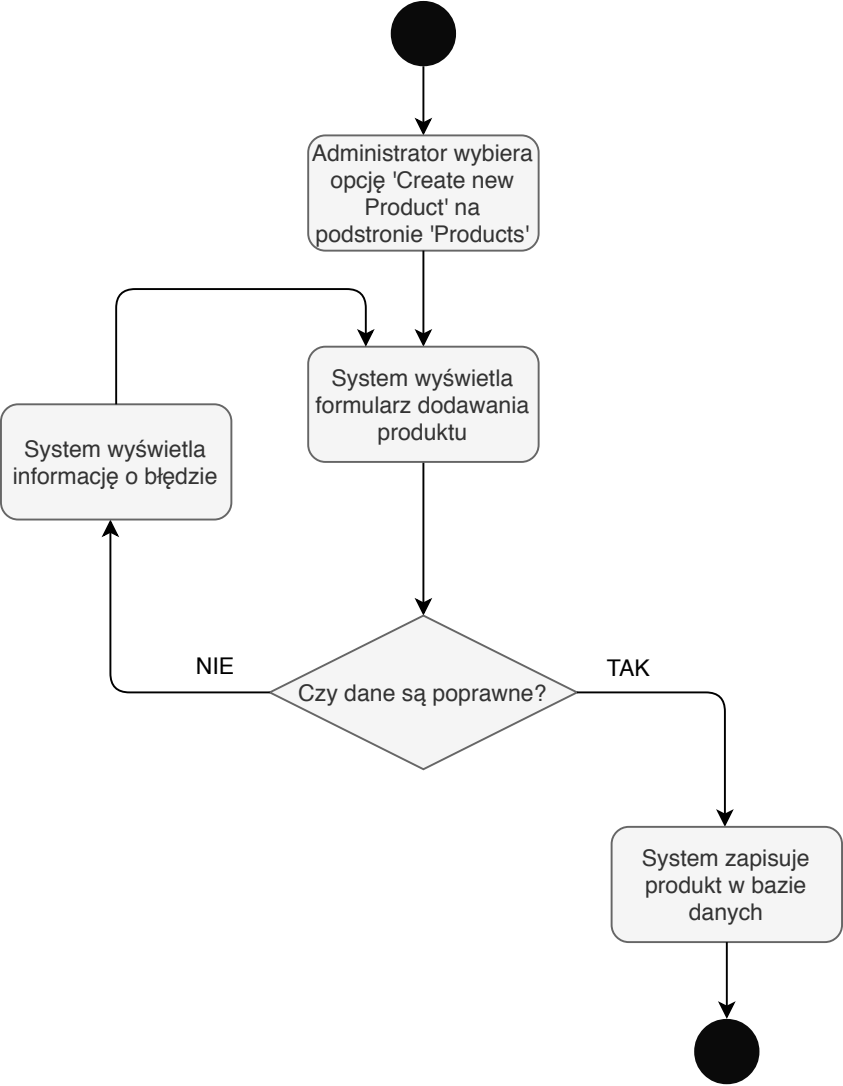 Administrator wybiera
opcję 'Create new
Product' na
podstronie 'Products'
System wyświetla
formularz dodawania
produktu
System wyświetla
informację o błędzie
NIE
TAK
Czy dane są poprawne?
System zapisuje
produkt w bazie
danych